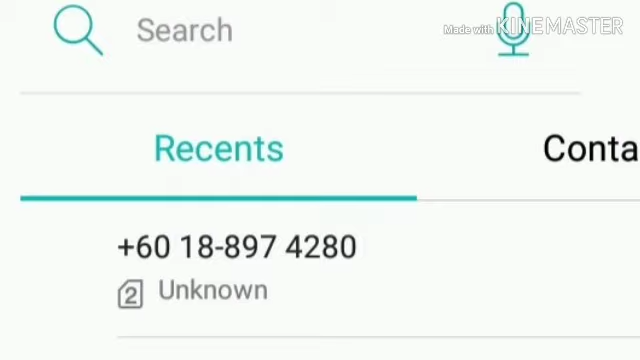 Search
Made with KINEMASTER
Recents
Conta
+60 18-897 4280
2 Unknown